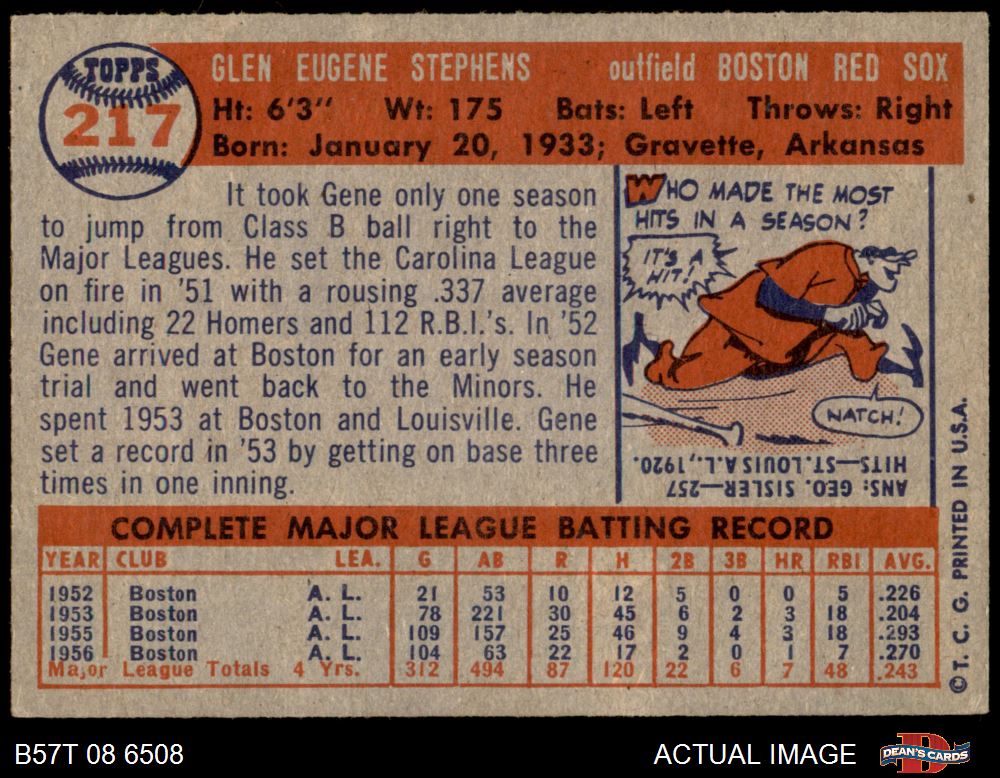 TOPPS
217
GLEN EUGENE STEPHENS outfield BOSTON RED SOX
Ht: 6'3" Wt: 175 Bats: Left Throws: Right
Born: January 20, 1933; Gravette, Arkansas
It took Gene only one season
to jump from Class B ball right to the
Major Leagues. He set the Carolina League
on fire in '51 with a rousing .337 average
including 22 Homers and 112 R.B.I.'s. In '52
Gene arrived at Boston for an early season
trial and went back to the Minors. He
spent 1953 at Boston and Louisville. Gene
set a record in '53 by getting on base three
times in one inning.
WHO MADE THE MOST
HITS IN A SEASON?
IT'S A
HIT!
NATCH!
ANS: GEO. SISLER—257
HITS—ST. LOUIS A.L., 1920.
COMPLETE MAJOR LEAGUE BATTING RECORD
YEAR CLUB LEA. G AB R H 2B 3B HR RBI AVG.
1952 Boston A. L. 21 53 10 12 5 0 0 5 .226
1953 Boston A. L. 78 221 30 45 6 2 3 18 .204
1955 Boston A. L. 109 157 25 46 9 4 3 18 .293
1956 Boston A. L. 104 63 22 17 2 0 1 7 .270
Major League Totals 4 Yrs. 312 494 87 120 22 6 7 48 .243
© T. C. G. PRINTED IN U.S.A.
B57T 08 6508 ACTUAL IMAGE
D
DEAN'S CARDS